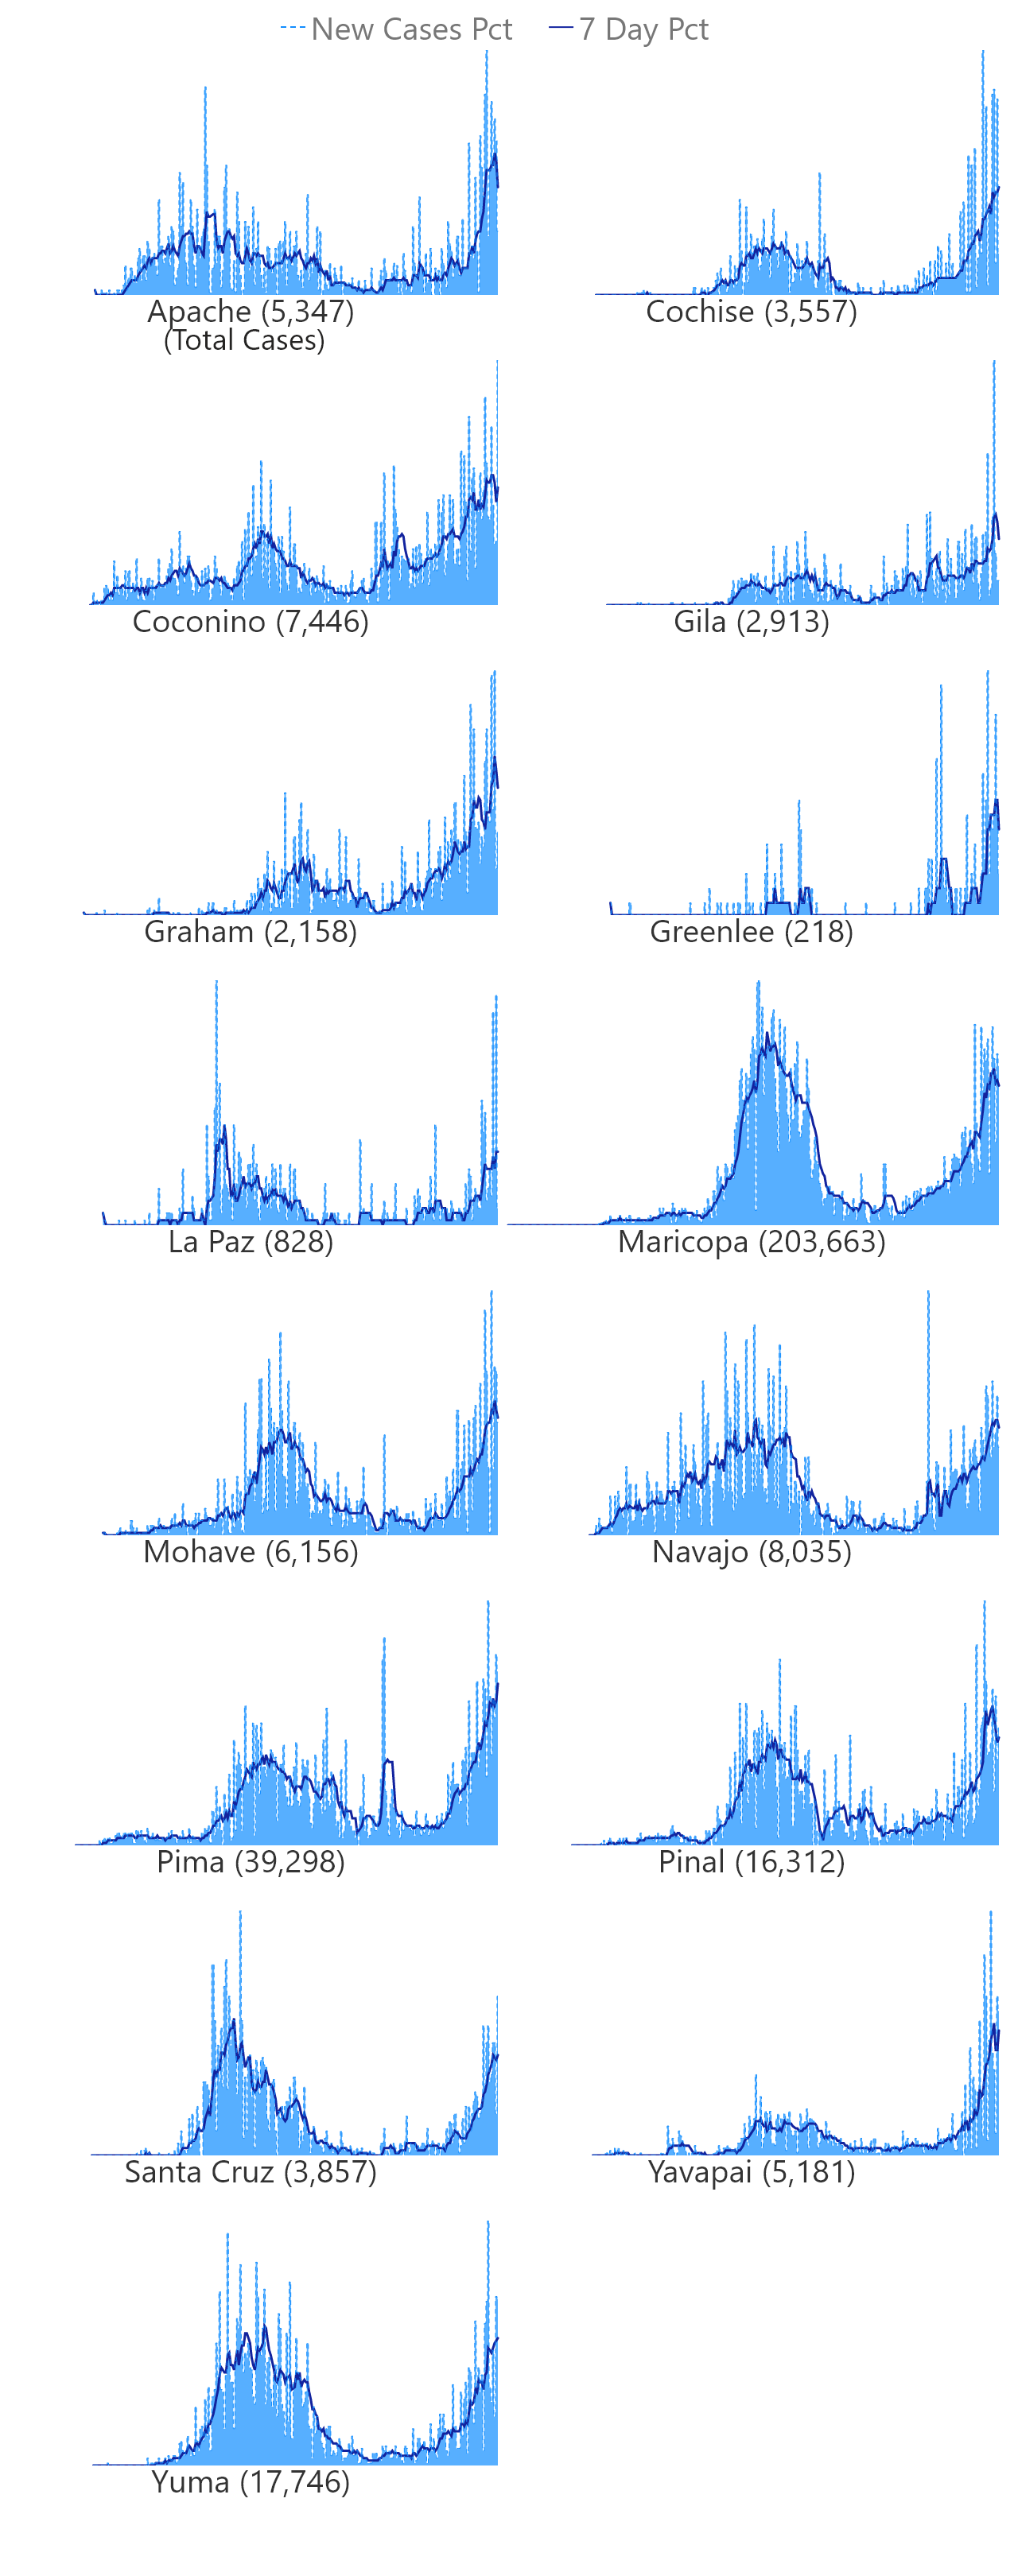 New Cases Pct 7 Day Pct
Apache (5,347)
(Total Cases)
Cochise (3,557)
Coconino (7,446)
Gila (2,913)
Graham (2,158)
Greenlee (218)
La Paz (828)
Maricopa (203,663)
Mohave (6,156)
Navajo (8,035)
Pima (39,298)
Pinal (16,312)
Santa Cruz (3,857)
Yavapai (5,181)
Yuma (17,746)